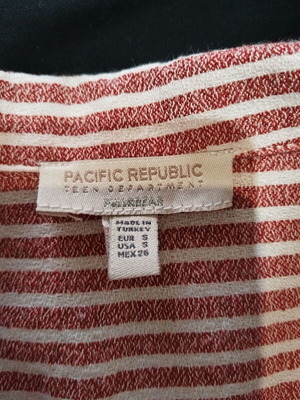 PACIFIC REPUBLIC
TEEN DEPARTMENT
MADE IN
TURKEY
EUR S
USA S
MEX 26